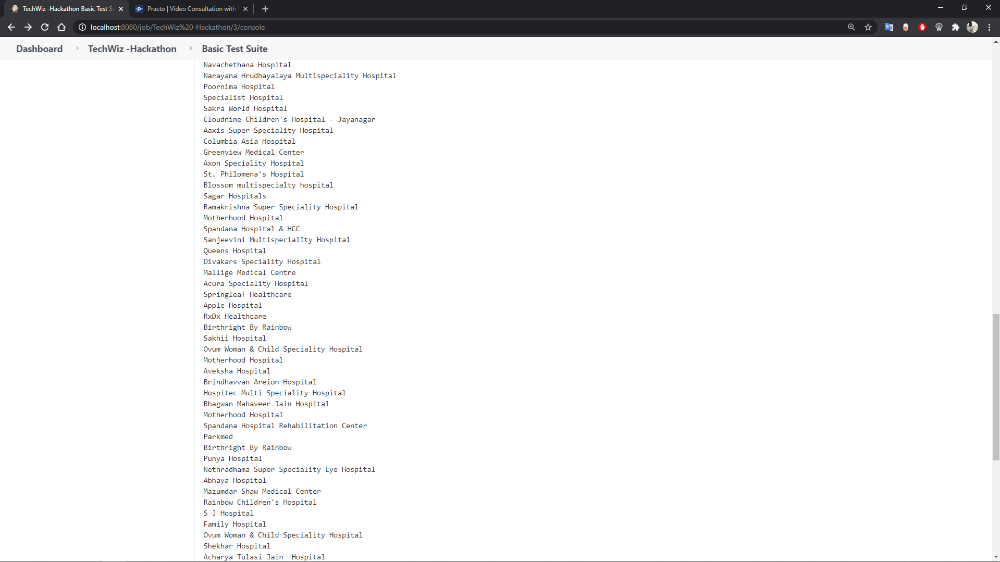 TechWiz -Hackathon Basic Test S
Practo | Video Consultation with
localhost:8080/job/TechWiz%20-Hackathon/3/console
Dashboard
TechWiz -Hackathon
Basic Test Suite
Navachethana Hospital
Narayana Hrudhayalaya Multispeciality Hospital
Poornima Hospital
Specialist Hospital
Sakra World Hospital
Cloudnine Children's Hospital - Jayanagar
Aaxis Super Speciality Hospital
Columbia Asia Hospital
Greenview Medical Center
Axon Speciality Hospital
St. Philomena's Hospital
Blossom multispecialty hospital
Sagar Hospitals
Ramakrishna Super Speciality Hospital
Motherhood Hospital
Spandana Hospital & HCC
Sanjeevini MultispecialIty Hospital
Queens Hospital
Divakars Speciality Hospital
Mallige Medical Centre
Acura Speciality Hospital
Springleaf Healthcare
Apple Hospital
RxDx Healthcare
Birthright By Rainbow
Sakhii Hospital
Ovum Woman & Child Speciality Hospital
Motherhood Hospital
Aveksha Hospital
Brindhavvan Areion Hospital
Hospitec Multi Speciality Hospital
Bhagwan Mahaveer Jain Hospital
Motherhood Hospital
Spandana Hospital Rehabilitation Center
Parkmed
Birthright By Rainbow
Punya Hospital
Nethradhama Super Speciality Eye Hospital
Abhaya Hospital
Mazumdar Shaw Medical Center
Rainbow Children's Hospital
S J Hospital
Family Hospital
Ovum Woman & Child Speciality Hospital
Shekhar Hospital
Acharya Tulasi Jain  Hospital